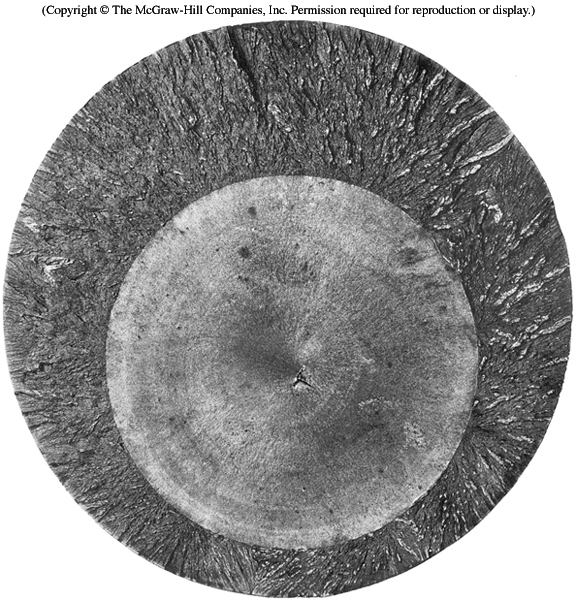 (Copyright © The McGraw-Hill Companies, Inc. Permission required for reproduction or display.)